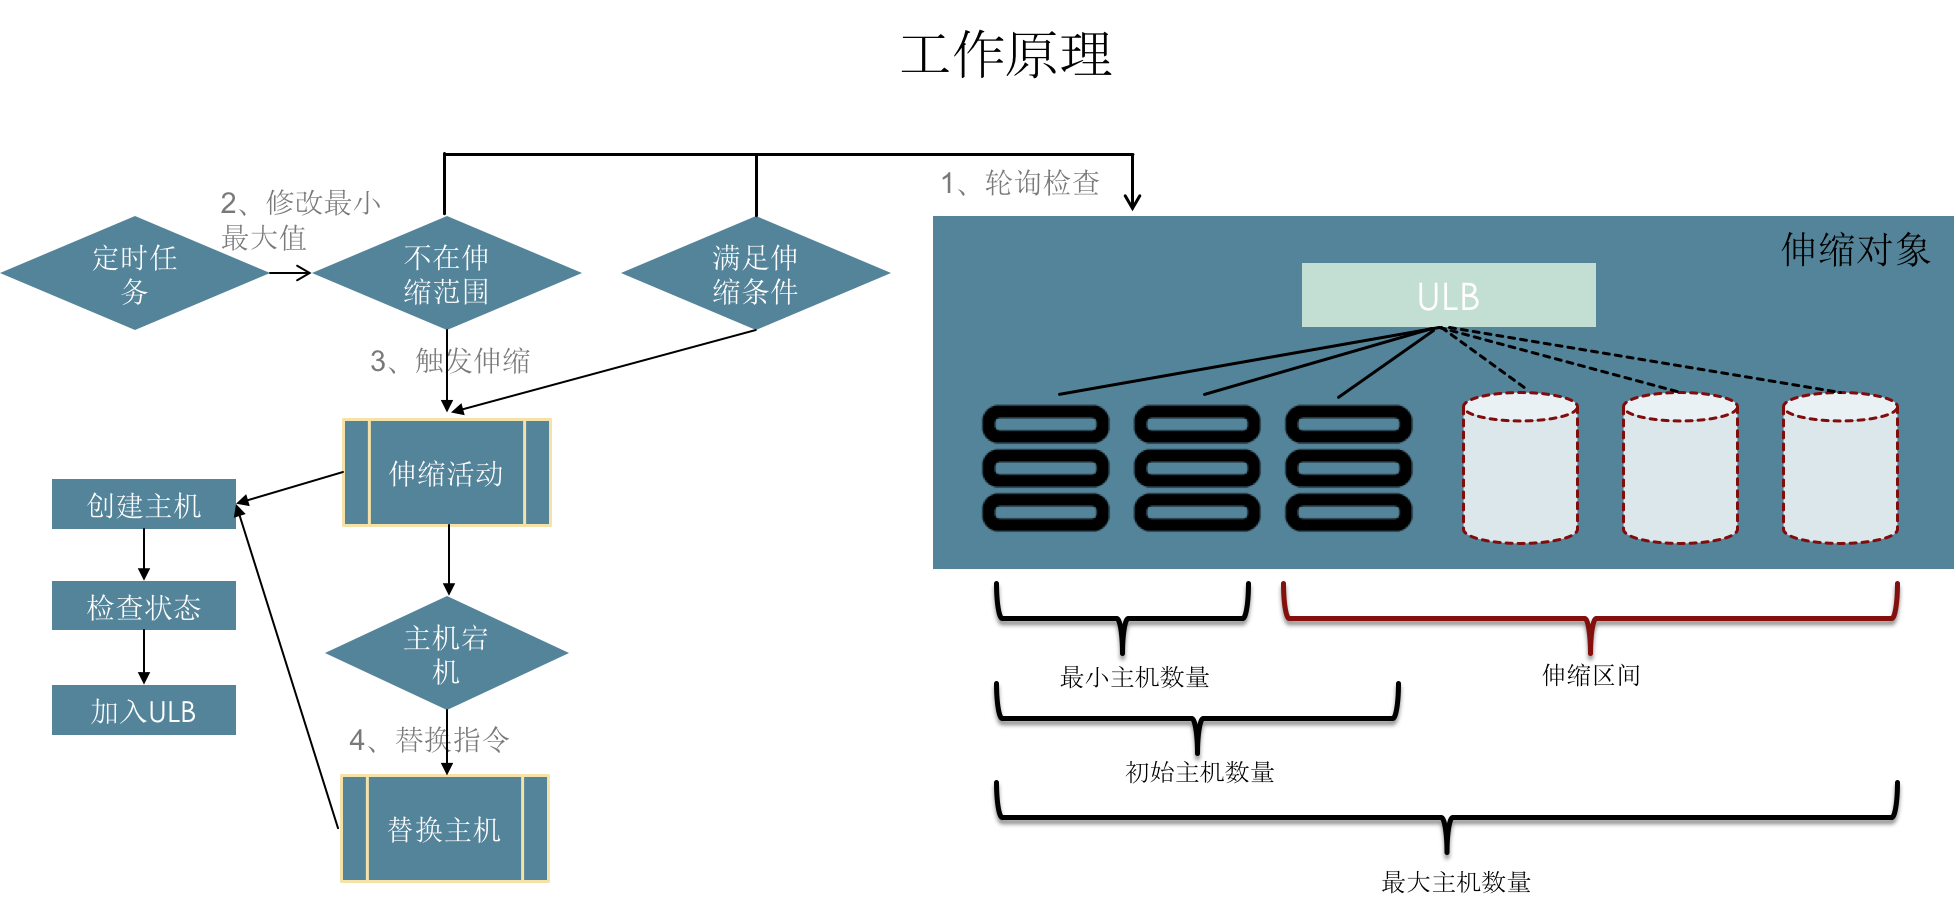 工作原理
1、轮询检查
2、修改最小
最大值
定时任
务
不在伸
缩范围
满足伸
缩条件
伸缩对象
ULB
3、触发伸缩
伸缩活动
创建主机
检查状态
加入ULB
主机宕
机
4、替换指令
替换主机
最小主机数量
伸缩区间
初始主机数量
最大主机数量